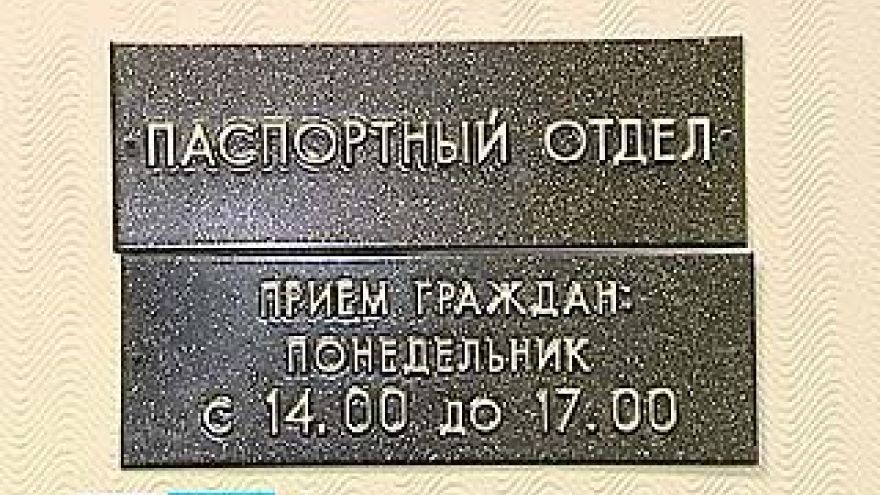 ПАСПОРТНЫЙ ОТДЕЛ
ПРИЕМ ГРАЖДАН:
ПОНЕДЕЛЬНИК
С 14.00 ДО 17.00